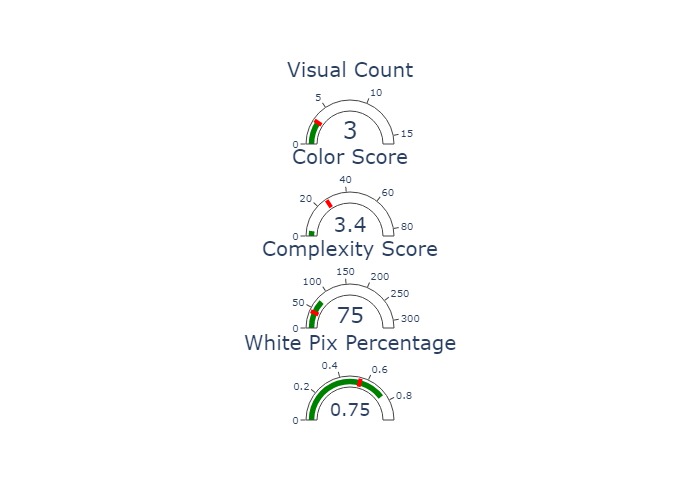 Visual Count
0 5 10 15
3
Color Score
0 20 40 60 80
3.4
Complexity Score
0 50 100 150 200 250 300
75
White Pix Percentage
0 0.2 0.4 0.6 0.8
0.75